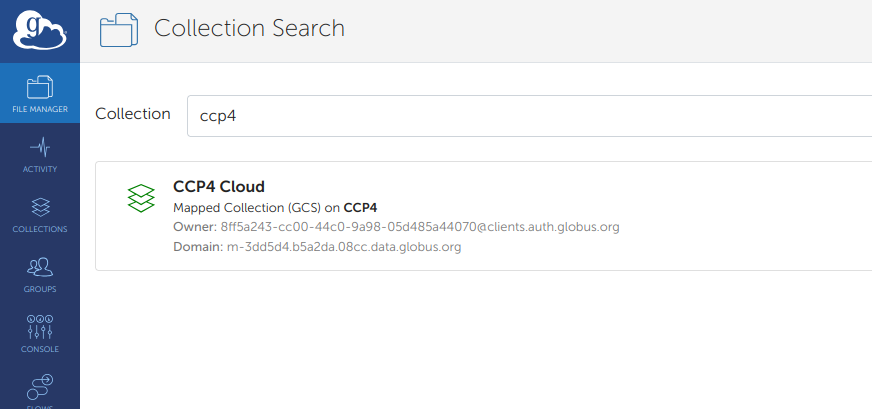 g
Collection Search
FILE MANAGER
Collection
ccp4
ACTIVITY
CCP4 Cloud
Mapped Collection (GCS) on CCP4
Owner: 8ff5a243-cc00-44c0-9a98-05d485a44070@clients.auth.globus.org
Domain: m-3dd5d4.b5a2da.08cc.data.globus.org
COLLECTIONS
GROUPS
CONSOLE
FLOWS